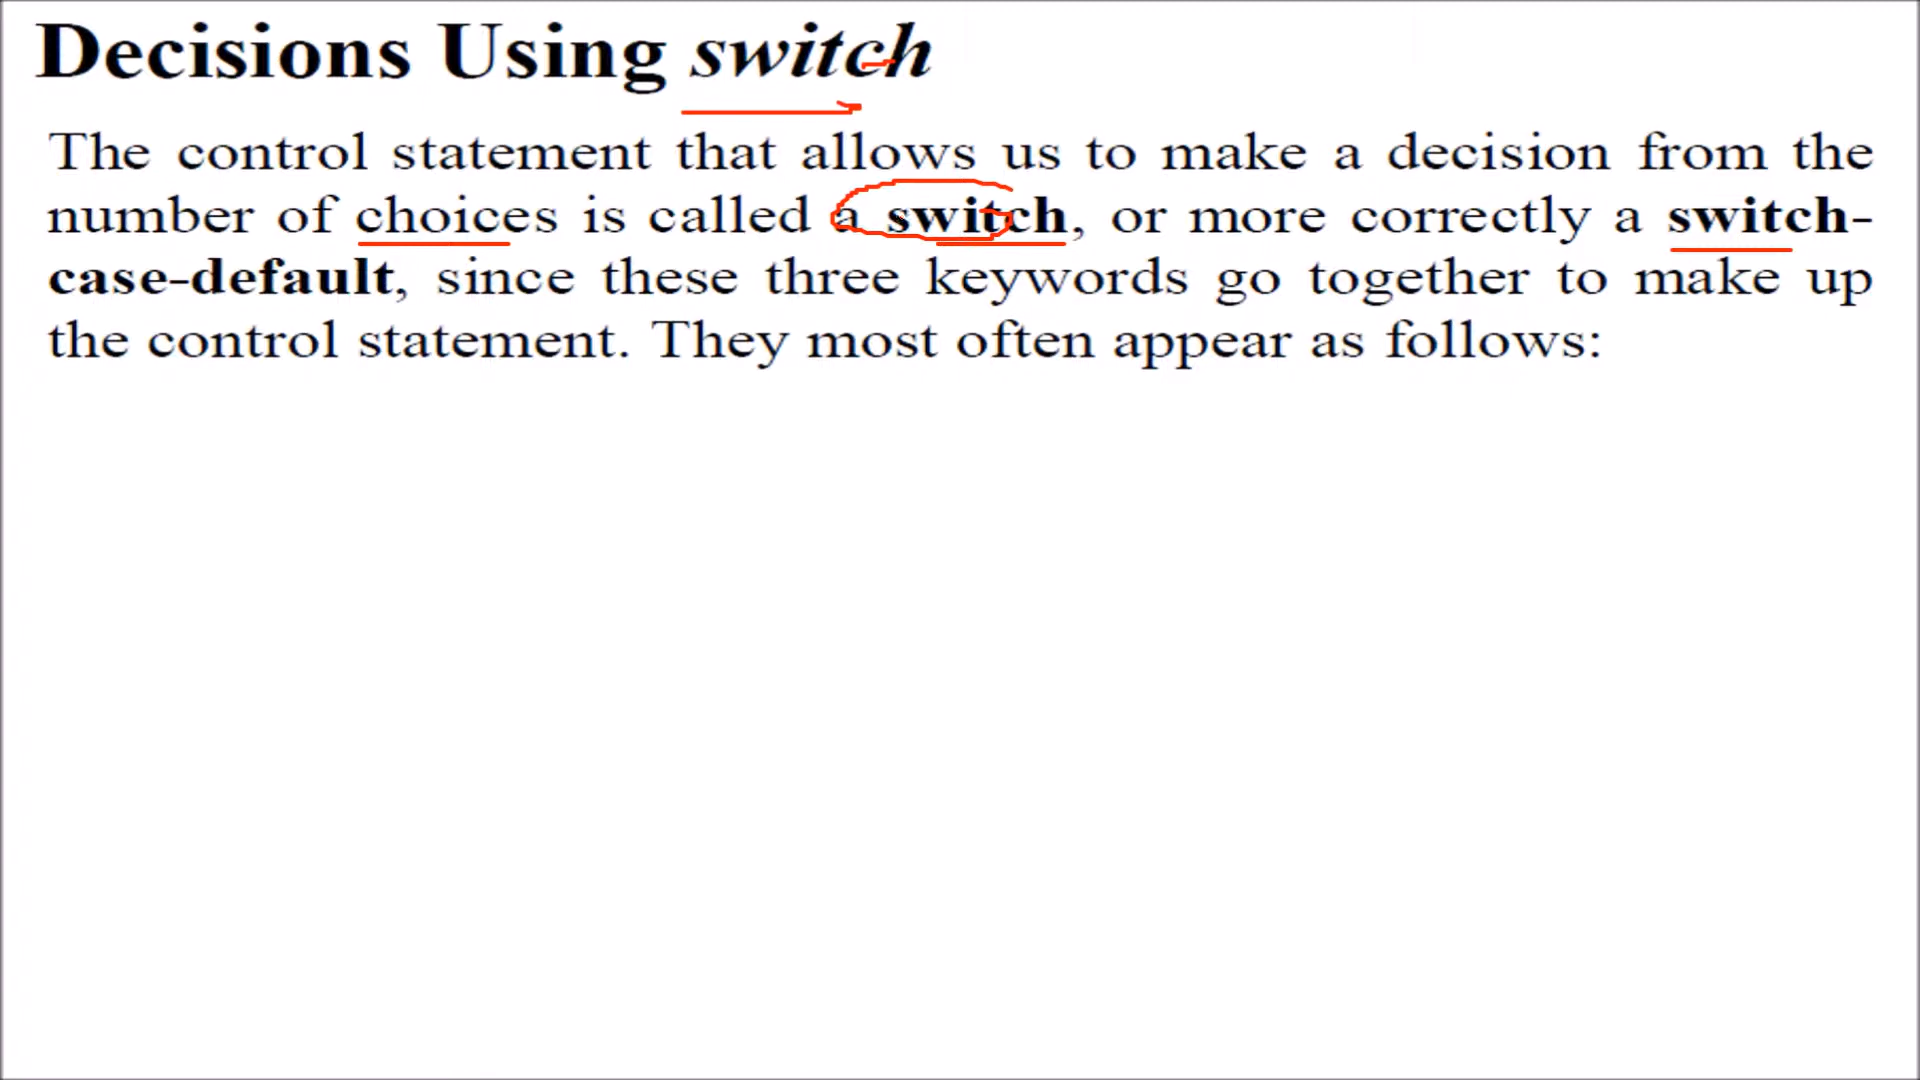 Decisions Using switch
The control statement that allows us to make a decision from the
number of choices is called a switch, or more correctly a switch-
case-default, since these three keywords go together to make up
the control statement. They most often appear as follows: